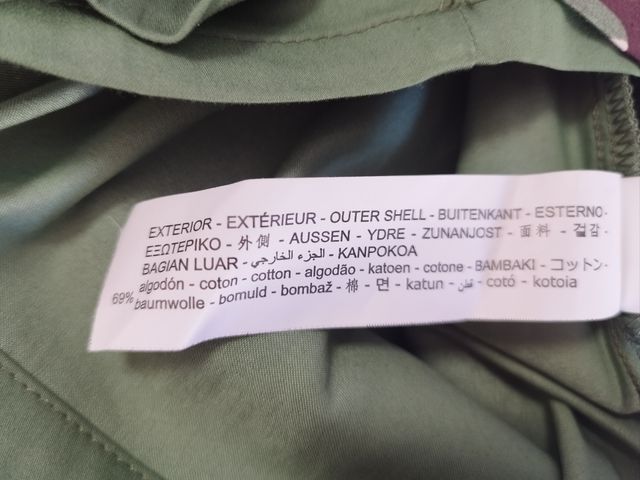 EXTERIOR - EXTÉRIEUR - OUTER SHELL - BUITENKANT - ESTERNO-
ΕΞΩΤΕΡΙΚΟ - 外側 - AUSSEN - YDRE - ZUNANJOST - 面料 - 겉감 -
BAGIAN LUAR - الجزء الخارجي - KANPOKOA
69% algodón - coton - cotton - algodão - katoen - cotone - BAMBAKI - コットン-
baumwolle - bomuld - bombaž - 棉 - 면 - katun - قطن - cotó - kotoia